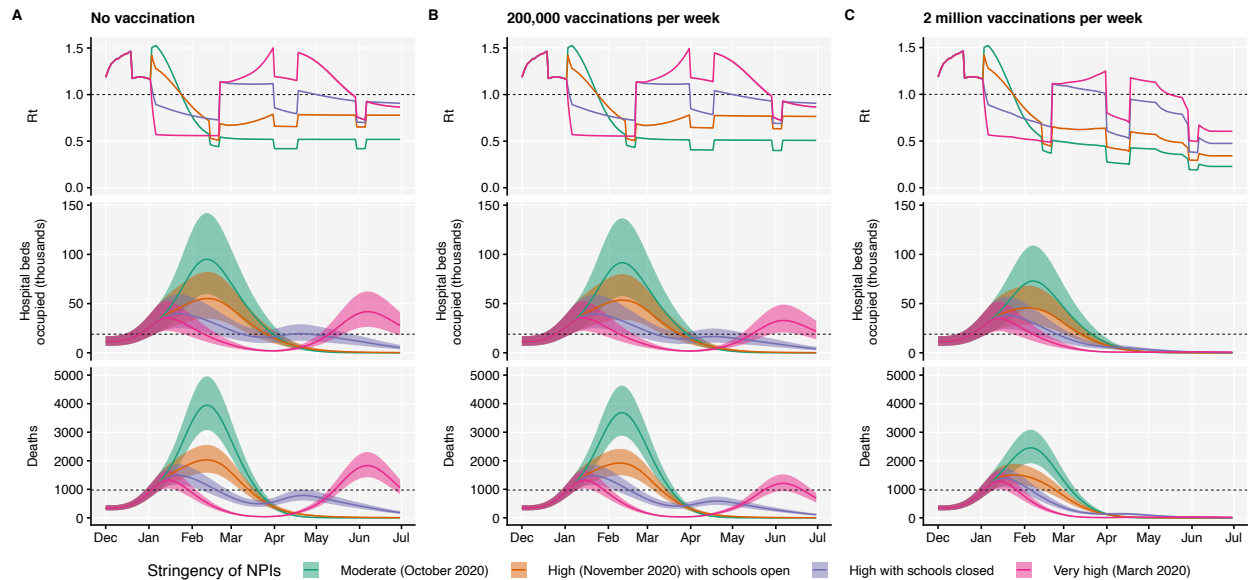 A No vaccination
B 200,000 vaccinations per week
C 2 million vaccinations per week
Rt
1.5
1.0
0.5
0.0
Rt
1.5
1.0
0.5
0.0
Rt
1.5
1.0
0.5
0.0
Hospital beds
occupied (thousands)
150
100
50
0
Hospital beds
occupied (thousands)
150
100
50
0
Hospital beds
occupied (thousands)
150
100
50
0
Deaths
5000
4000
3000
2000
1000
0
Deaths
5000
4000
3000
2000
1000
0
Deaths
5000
4000
3000
2000
1000
0
Dec Jan Feb Mar Apr May Jun Jul
Dec Jan Feb Mar Apr May Jun Jul
Dec Jan Feb Mar Apr May Jun Jul
Stringency of NPIs Moderate (October 2020) High (November 2020) with schools open High with schools closed Very high (March 2020)